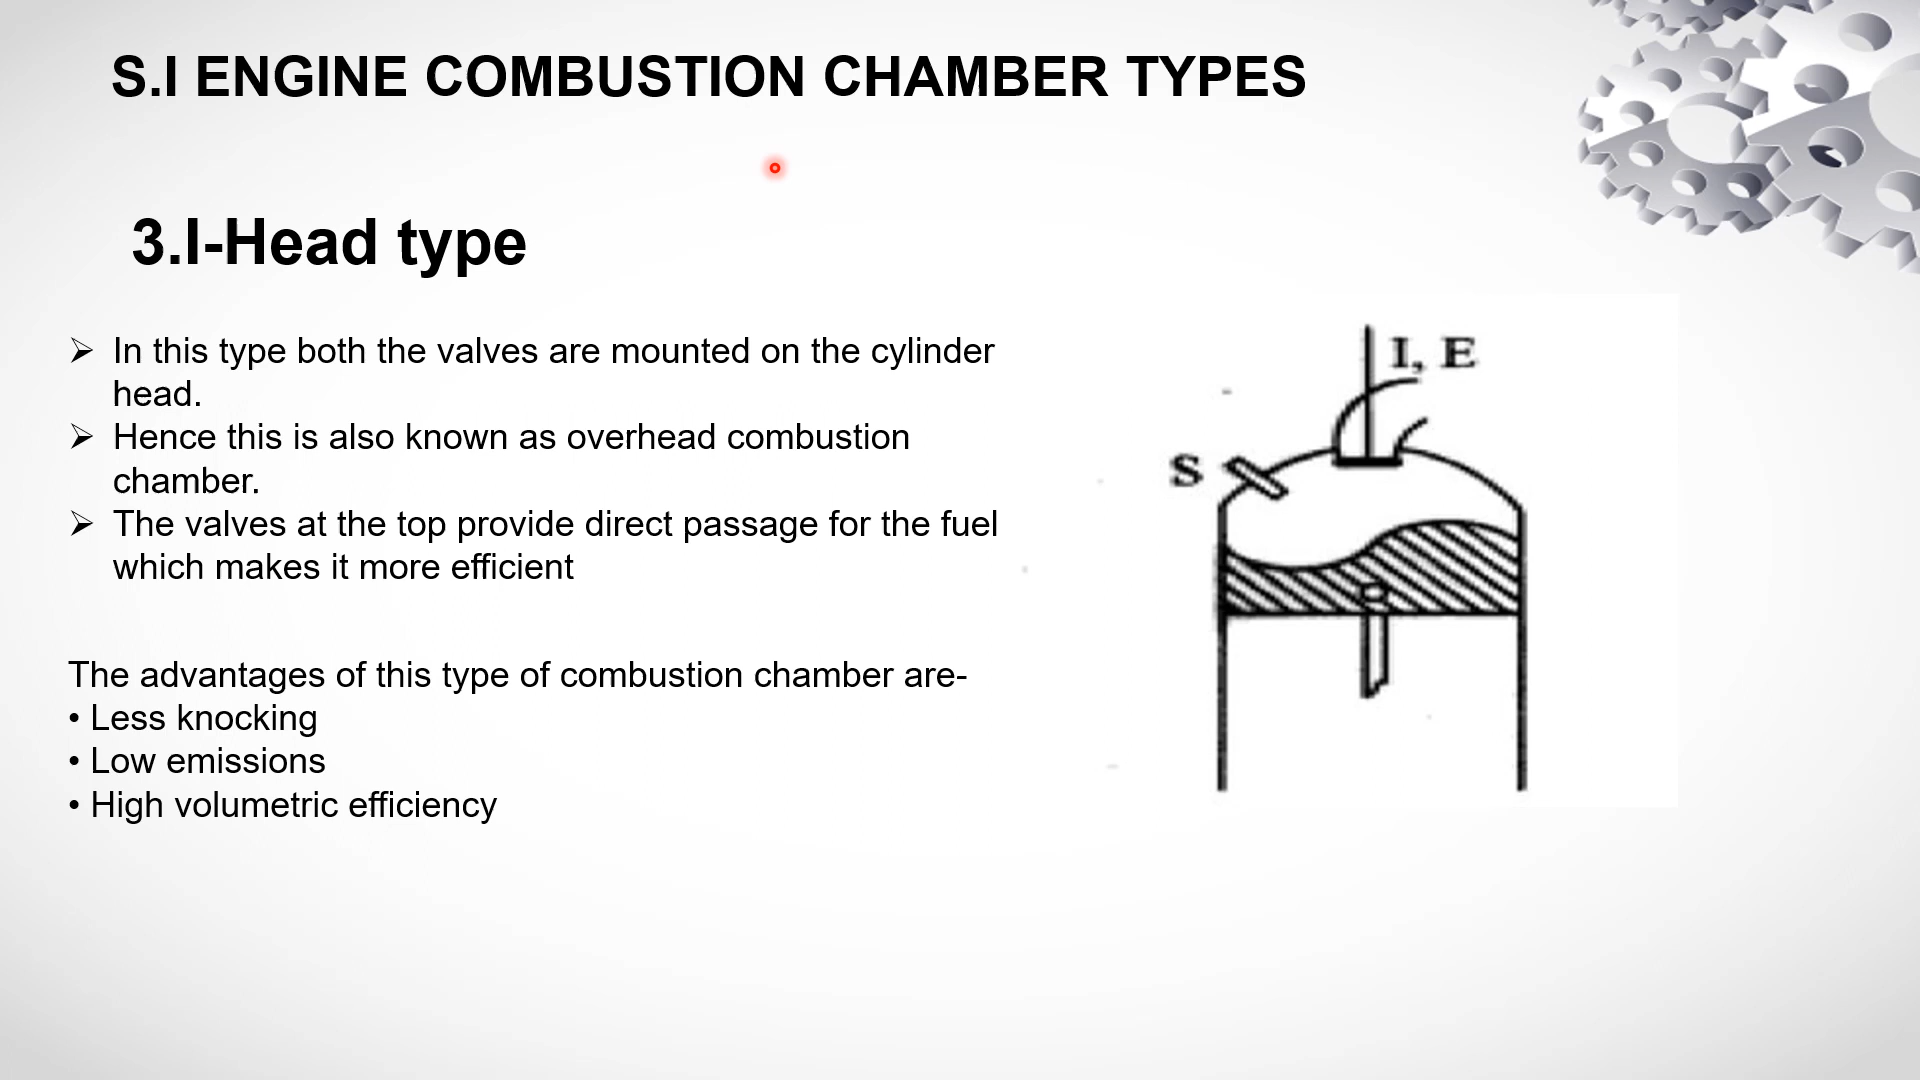 S.I ENGINE COMBUSTION CHAMBER TYPES
3.I-Head type
➢ In this type both the valves are mounted on the cylinder
head.
➢ Hence this is also known as overhead combustion
chamber.
➢ The valves at the top provide direct passage for the fuel
which makes it more efficient
The advantages of this type of combustion chamber are-
• Less knocking
• Low emissions
• High volumetric efficiency
I, E
S